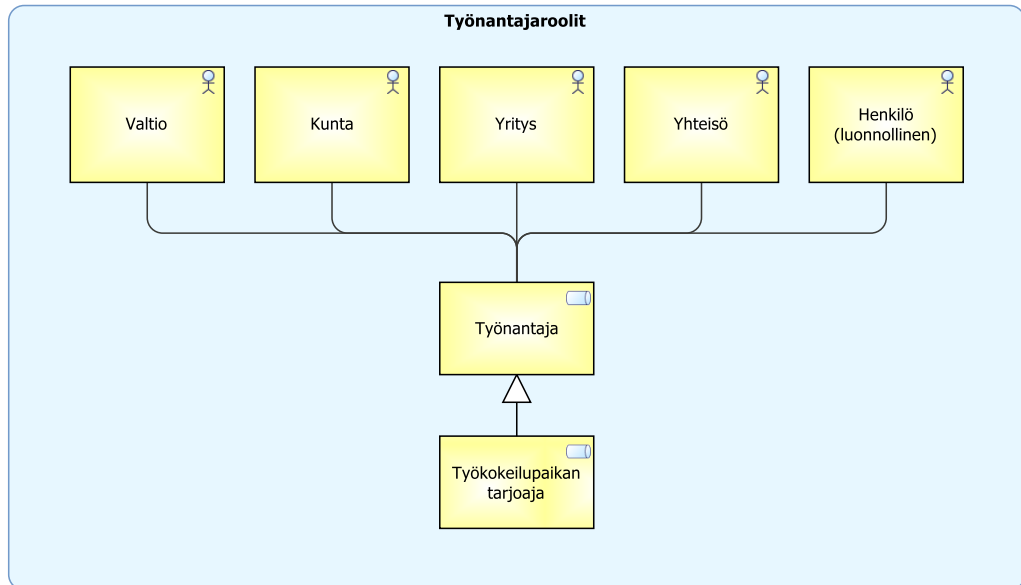 Työnantajaroolit
Valtio
Kunta
Yritys
Yhteisö
Henkilö
(luonnollinen)
Työnantaja
Työkokeilupaikan
tarjoaja